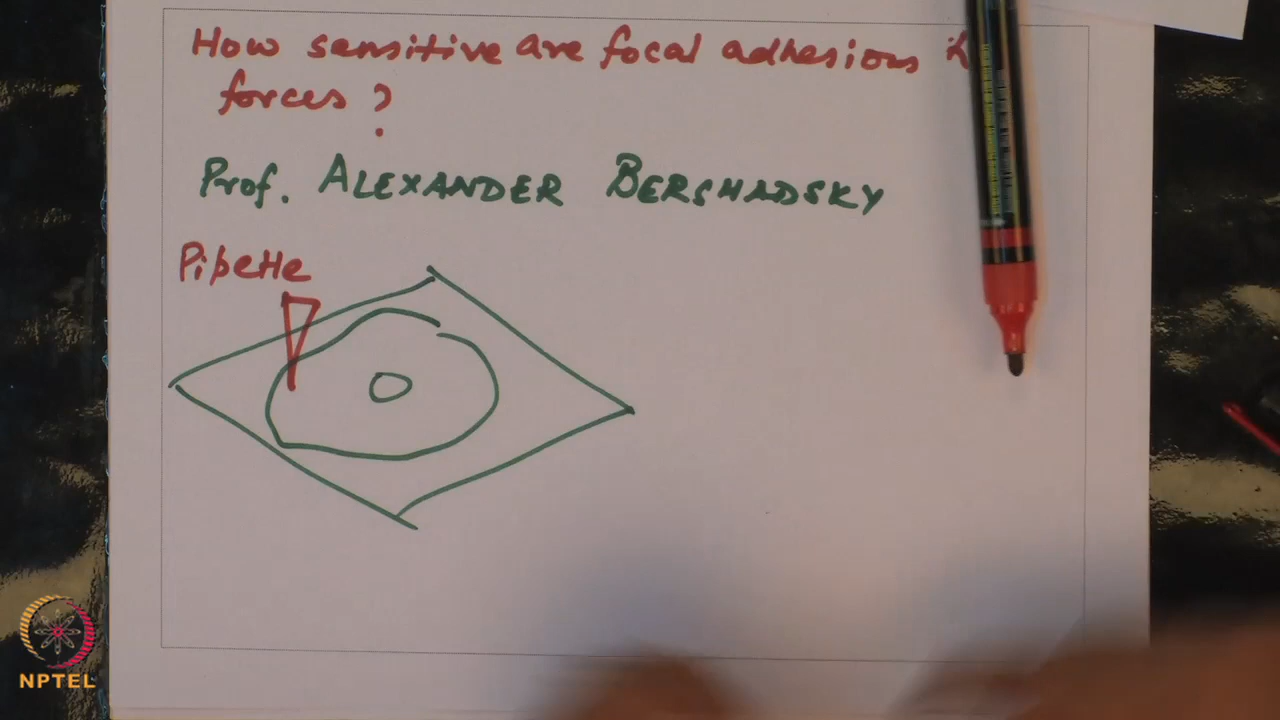 How sensitive are focal adhesions
forces ?
Prof. ALEXANDER BERSHADSKY
Pipette
NPTEL